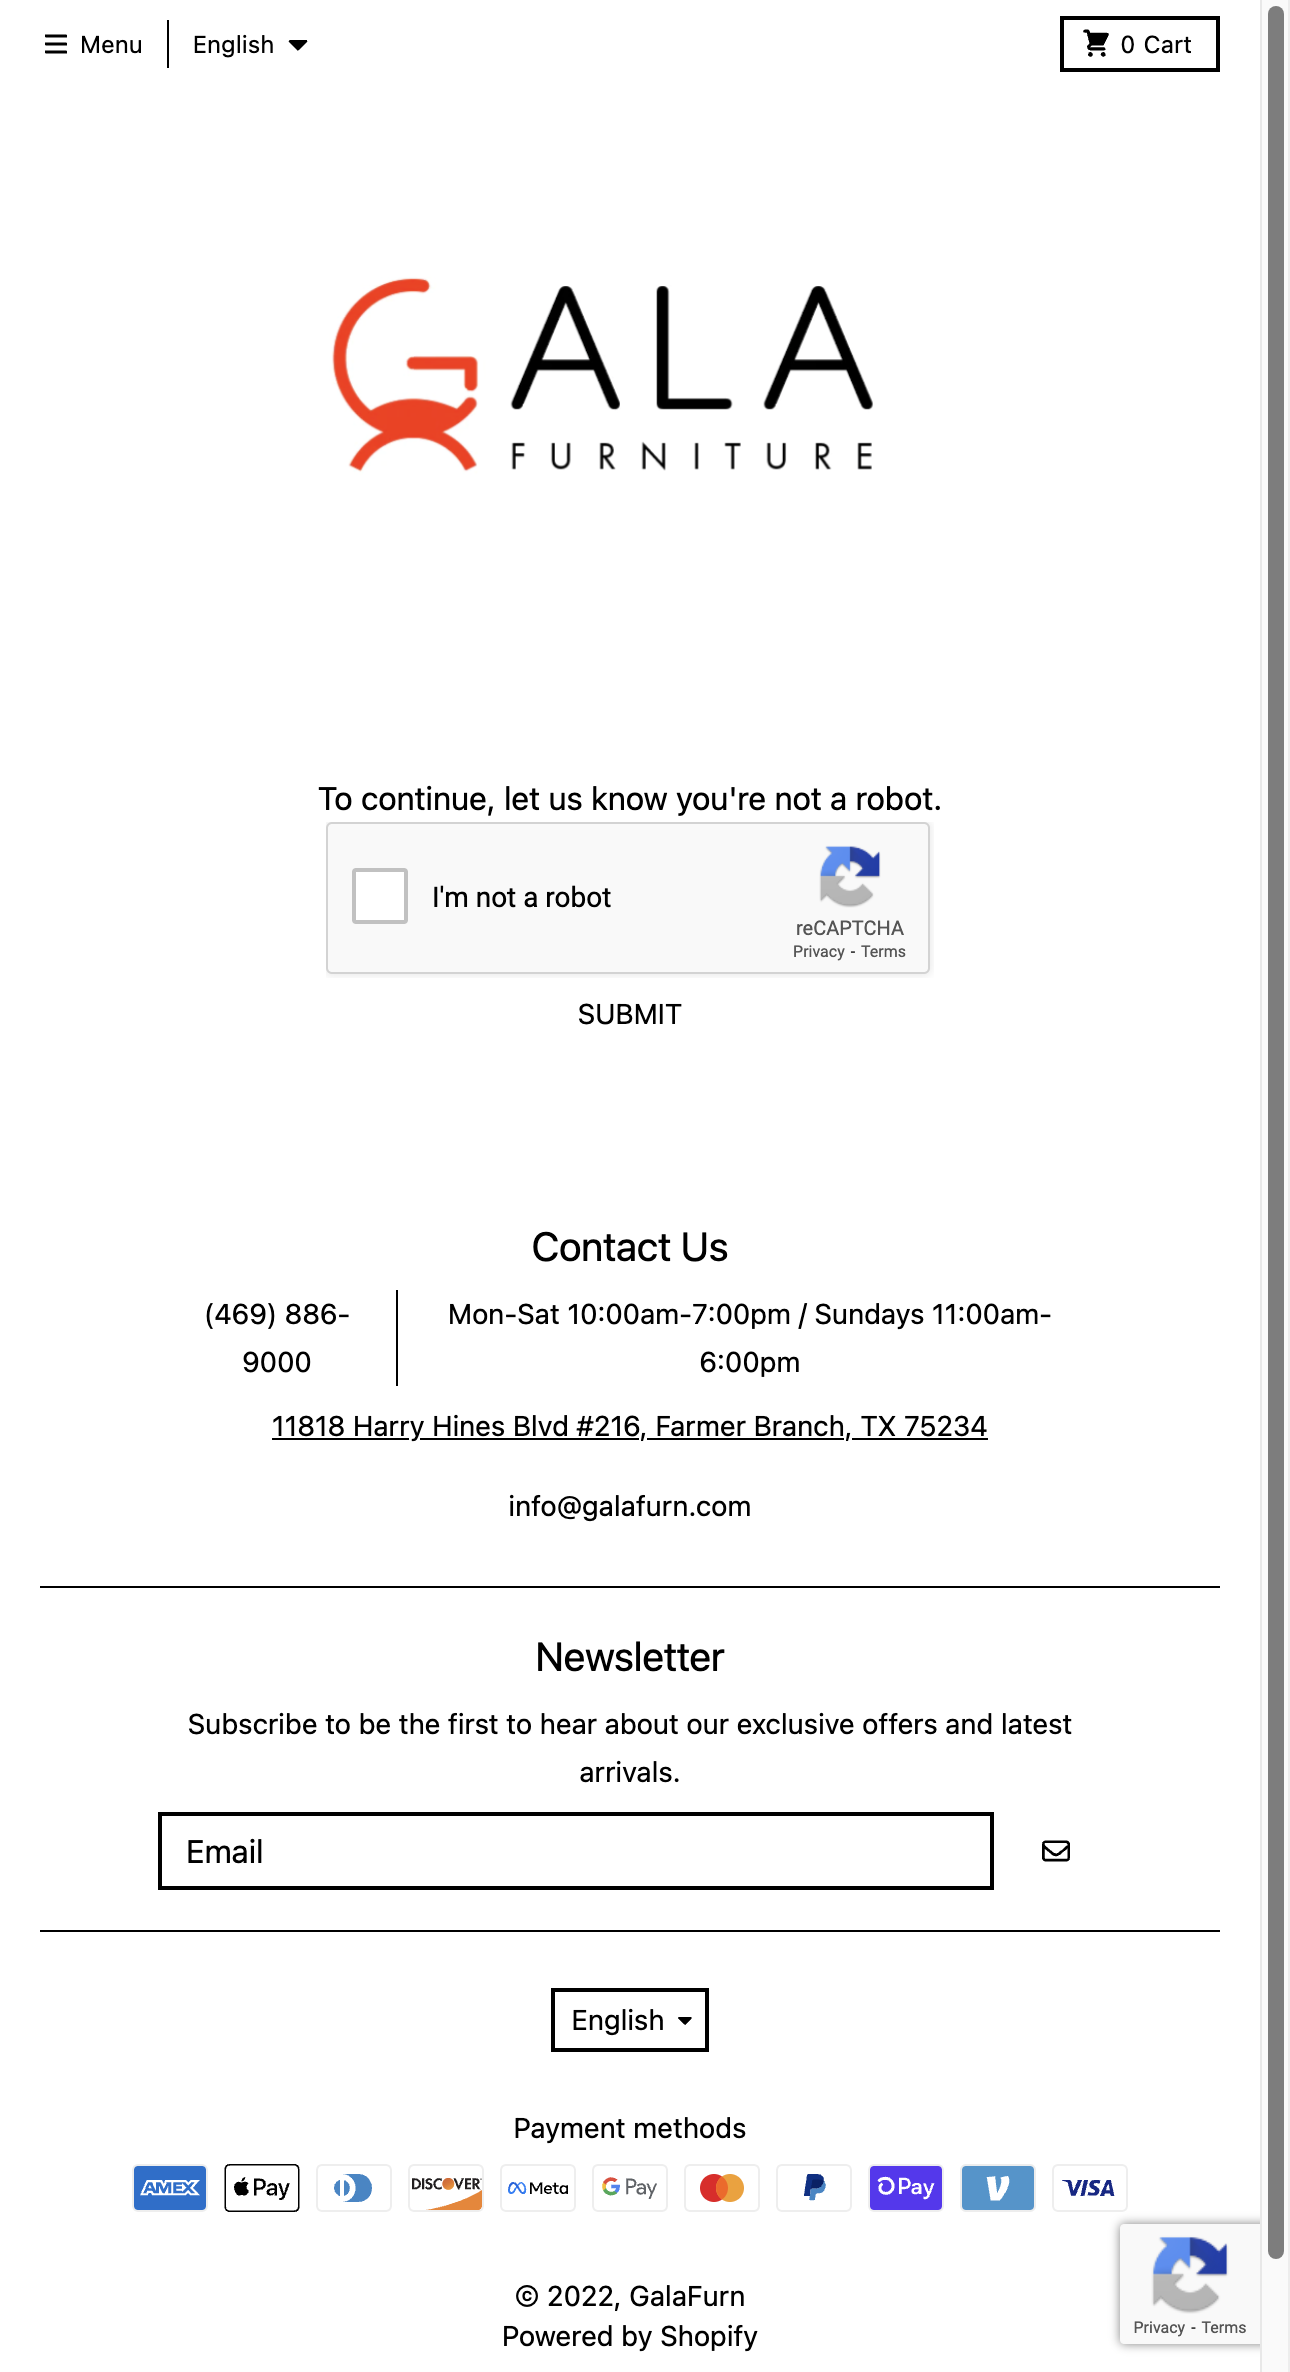 Menu
English
0 Cart
GALA
FURNITURE
To continue, let us know you're not a robot.
I'm not a robot
reCAPTCHA
Privacy - Terms
SUBMIT
Contact Us
(469) 886-
9000
Mon-Sat 10:00am-7:00pm / Sundays 11:00am-
6:00pm
11818 Harry Hines Blvd #216, Farmer Branch, TX 75234
info@galafurn.com
Newsletter
Subscribe to be the first to hear about our exclusive offers and latest
arrivals.
Email
English
Payment methods
AMEX Pay DISCOVER Meta G Pay Pay V VISA
Privacy - Terms
© 2022, GalaFurn
Powered by Shopify